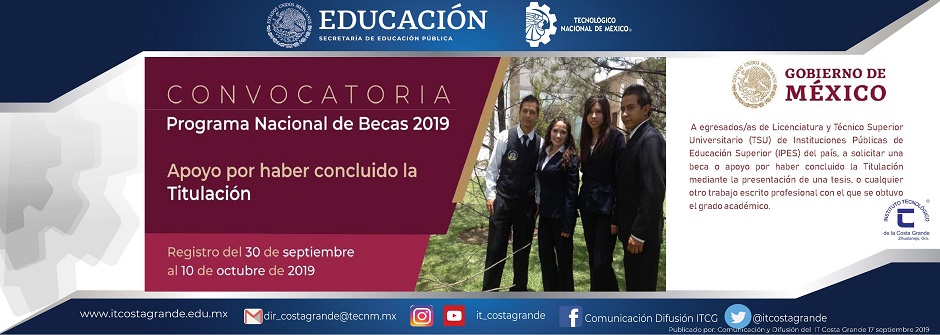 EDUCACIÓN
SECRETARÍA DE EDUCACIÓN PÚBLICA
TECNOLÓGICO
NACIONAL DE MÉXICO®
CONVOCATORIA
Programa Nacional de Becas 2019
Apoyo por haber concluido la
Titulación
Registro del 30 de septiembre
al 10 de octubre de 2019
GOBIERNO DE
MÉXICO
A egresados/as de Licenciatura y Técnico Superior
Universitario (TSU) de Instituciones Públicas de
Educación Superior (IPES) del país, a solicitar una
beca o apoyo por haber concluido la Titulación
mediante la presentación de una tesis, o cualquier
otro trabajo escrito profesional con el que se obtuvo
el grado académico.
INSTITUTO TECNOLÓGICO
®
de la Costa Grande
Zihuatanejo, Gro.
www.itcostagrande.edu.mx
dir_costagrande@tecnm.mx
it_costagrande
Comunicación Difusión ITCG
@itcostagrande
Publicado por: Comunicación y Difusión del IT Costa Grande 17 septiembre 2019